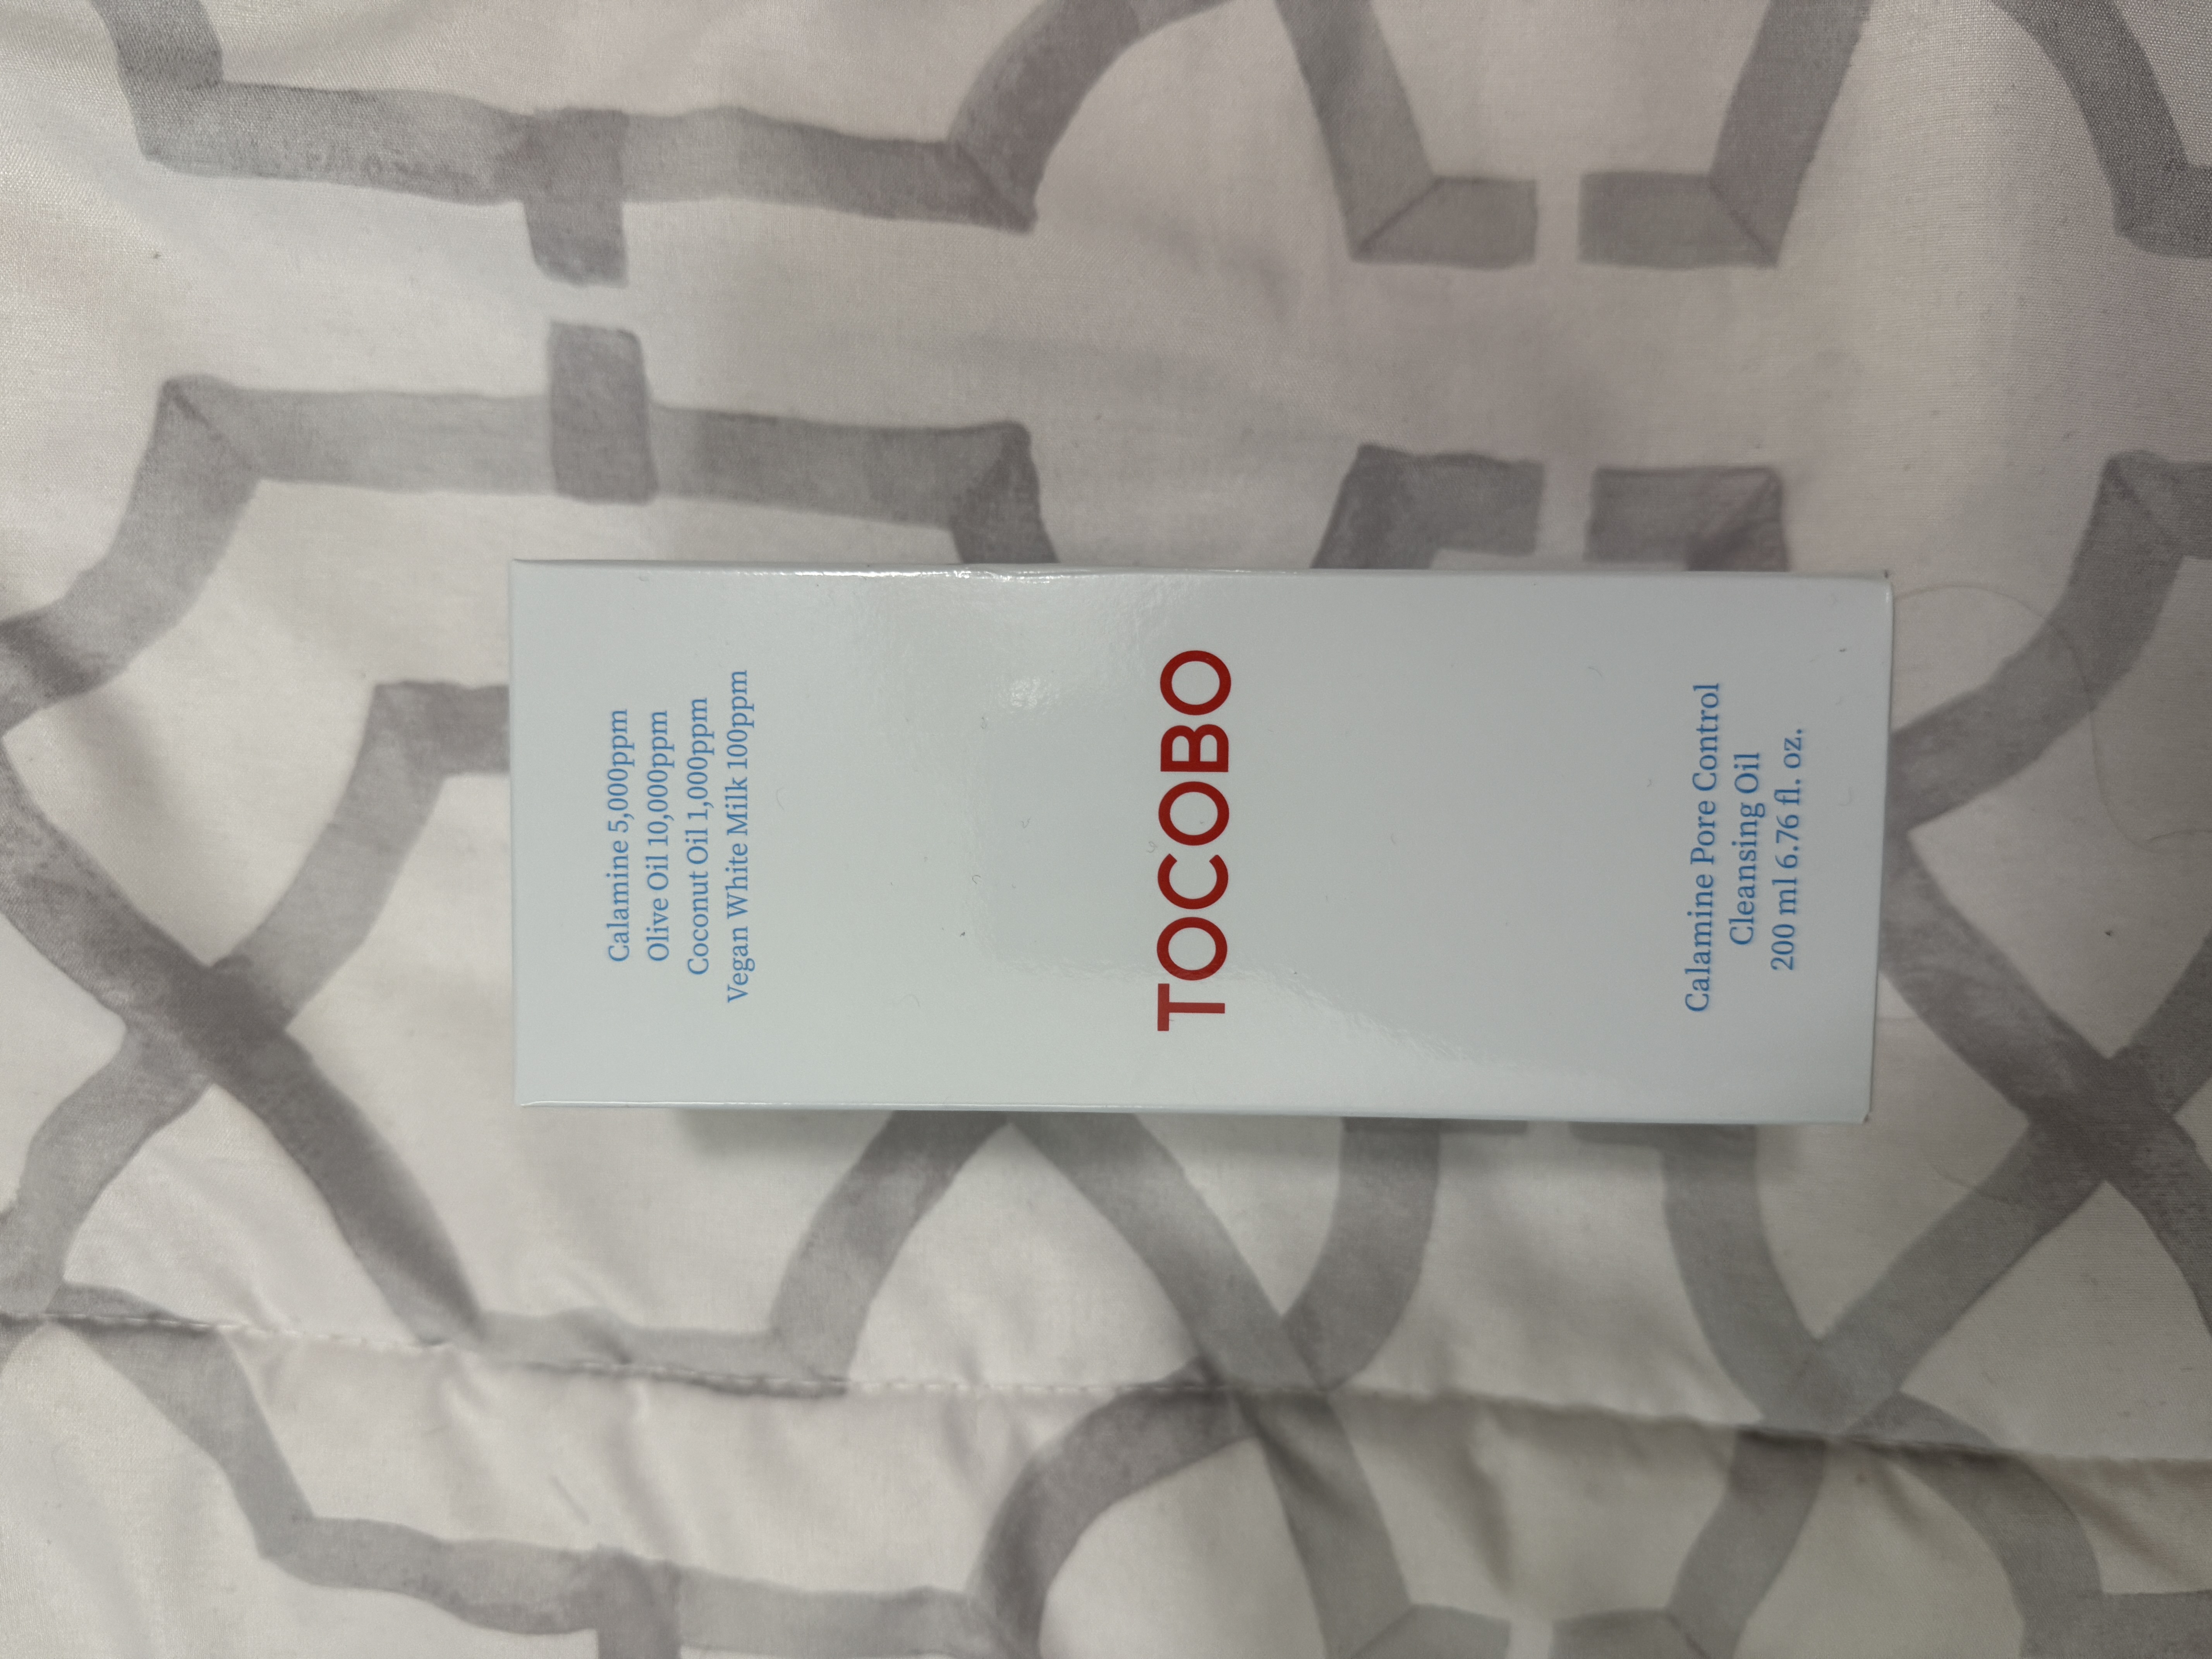 Calamine 5,000ppm
Olive Oil 10,000ppm
Coconut Oil 1,000ppm
Vegan White Milk 100ppm
TOCOBO
Calamine Pore Control
Cleansing Oil
200 ml 6.76 fl. oz.